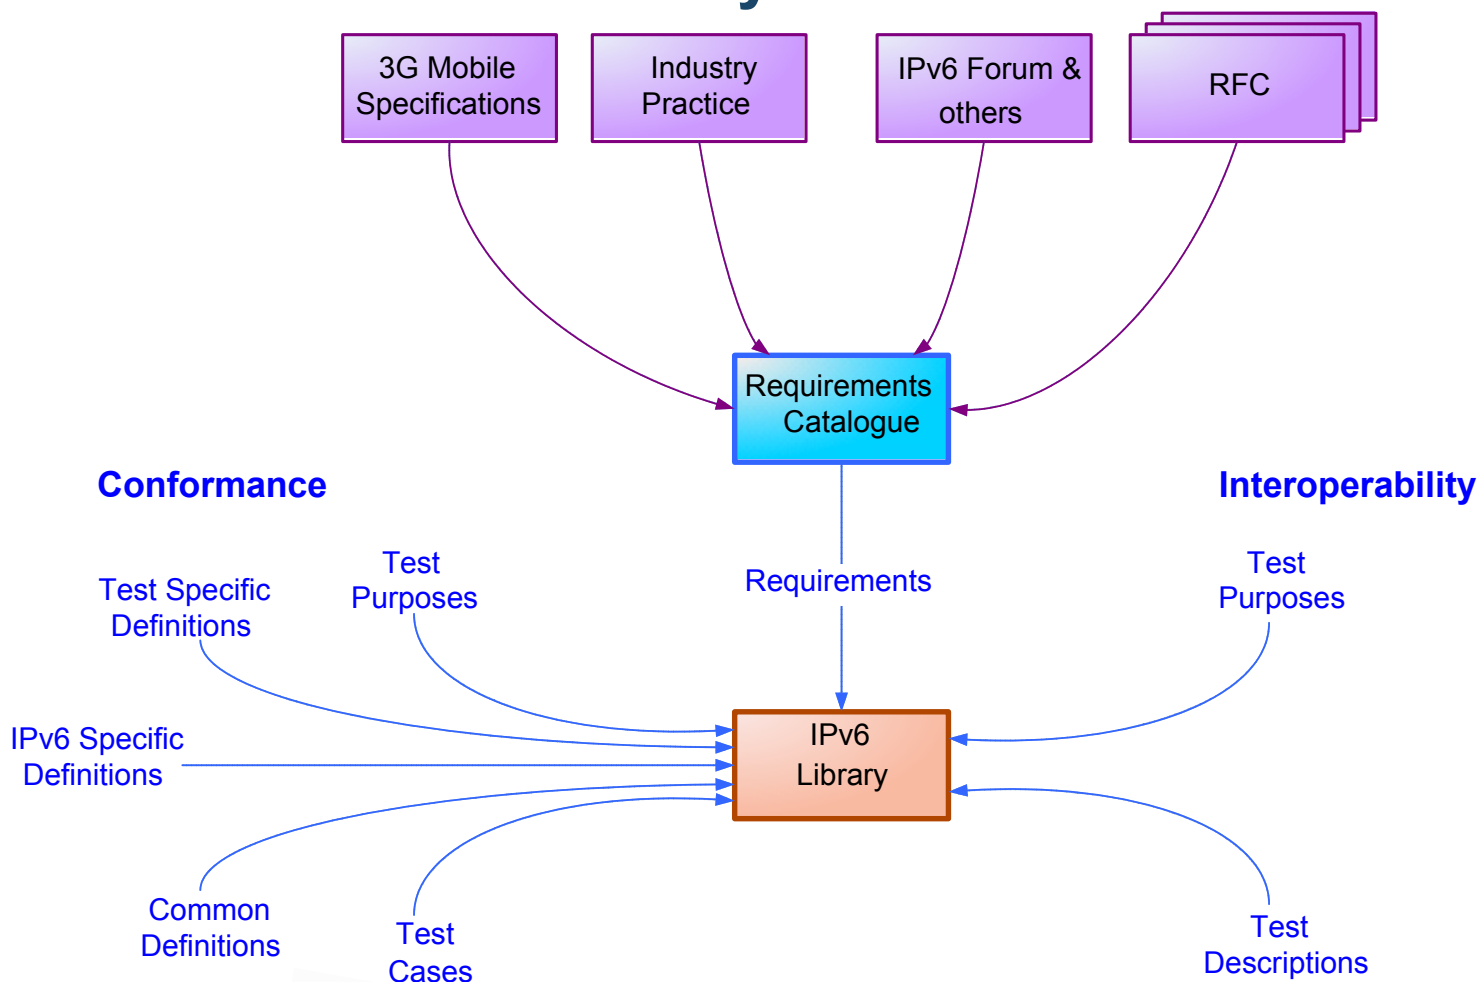 3G Mobile
Specifications
Industry
Practice
IPv6 Forum &
others
RFC
Requirements
Catalogue
Conformance
Interoperability
Test
Purposes
Test Specific
Definitions
Requirements
Test
Purposes
IPv6 Specific
Definitions
IPv6
Library
Common
Definitions
Test
Cases
Test
Descriptions